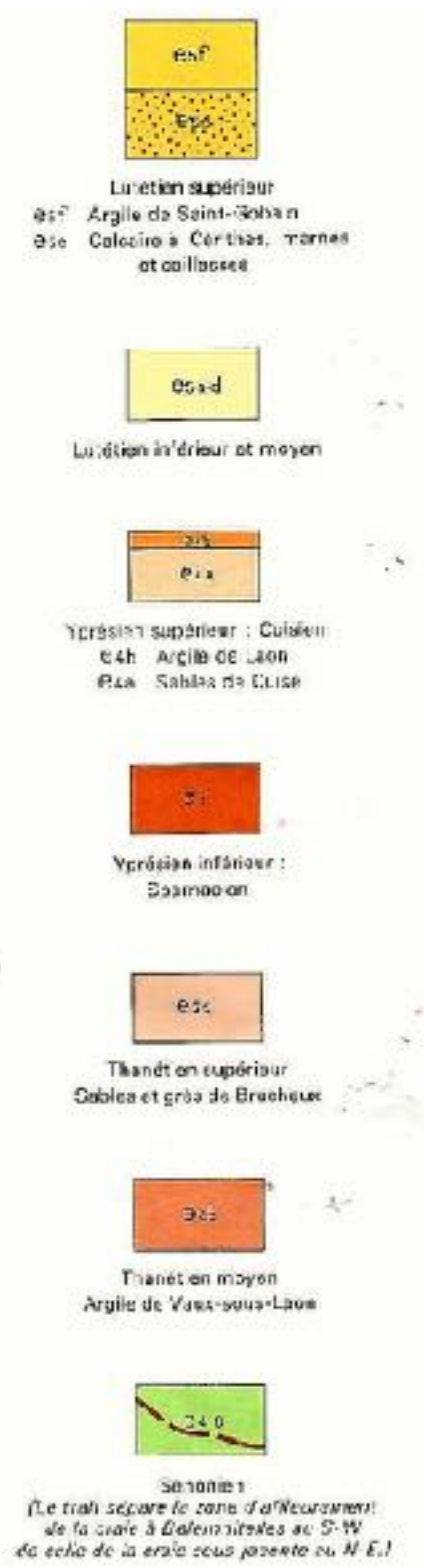 e5f
Lutétien supérieur
e5f Argile de Saint-Gobain
e5e Calcaire à Cérithes, marnes
et caillasses
e5a-d
Lutétien inférieur et moyen
e4a
Yprésien supérieur : Cuisien
e4b Argile de Laon
e4a Sables de Cuise
Yprésien inférieur :
Sparnacien
e2c
Thanétien supérieur
Sables et grès de Bracheux
Thanétien moyen
Argile de Vaux-sous-Laon
Sénonien
(Le trait sépare la zone d'affleurement
de la craie à Bélemnitelles au S-W
de celle de la craie sous-jacente au N-E.)